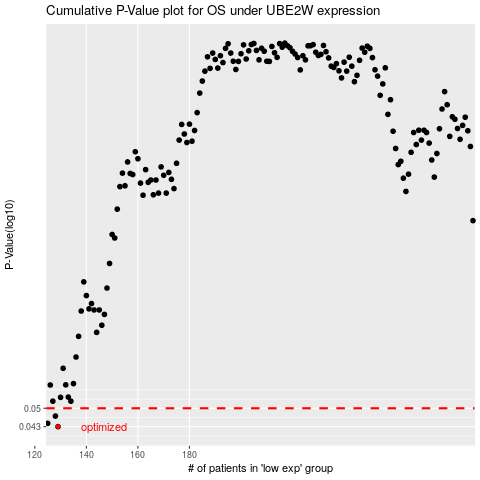 Cumulative P-Value plot for OS under UBE2W expression
P-Value(log10)
0.05
0.043
optimized
120 140 160 180
# of patients in 'low exp' group